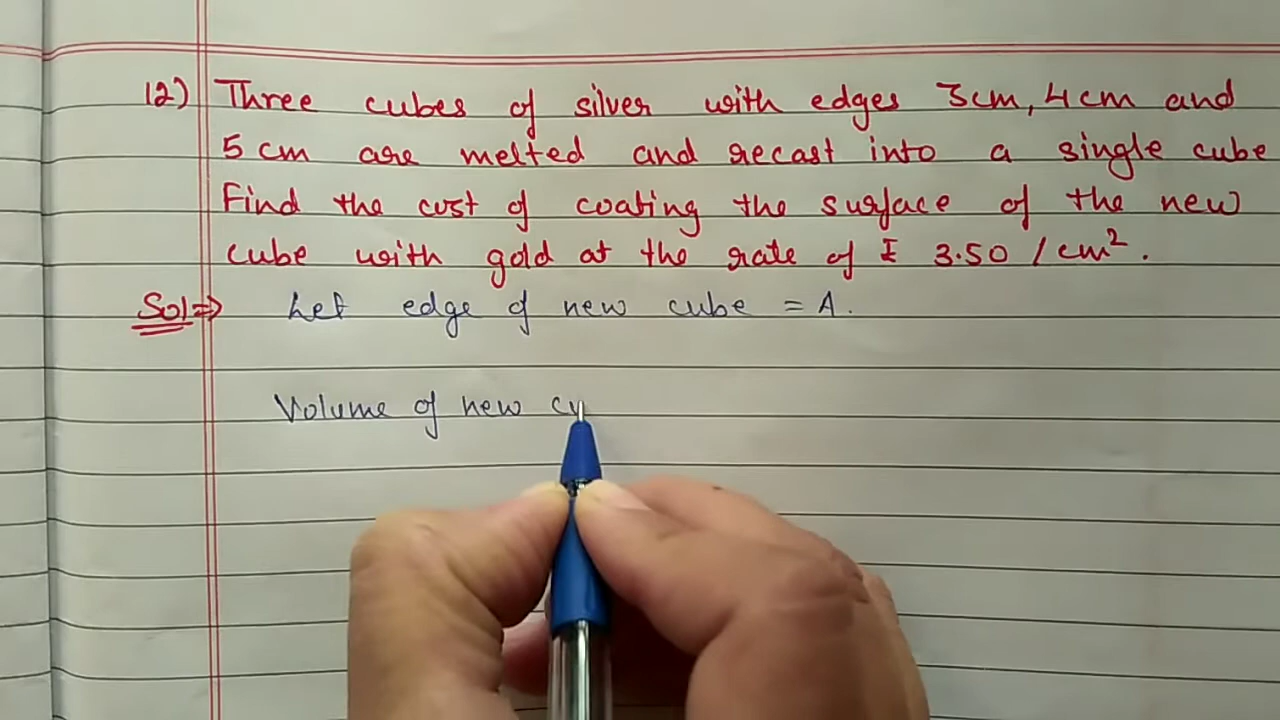 12) Three cubes of silver with edges 3cm, 4cm and
5cm are melted and recast into a single cube
Find the cost of coating the surface of the new
cube with gold at the rate of ₹ 3.50 / cm².
Sol⇒ Let edge of new cube = A.
Volume of new cu